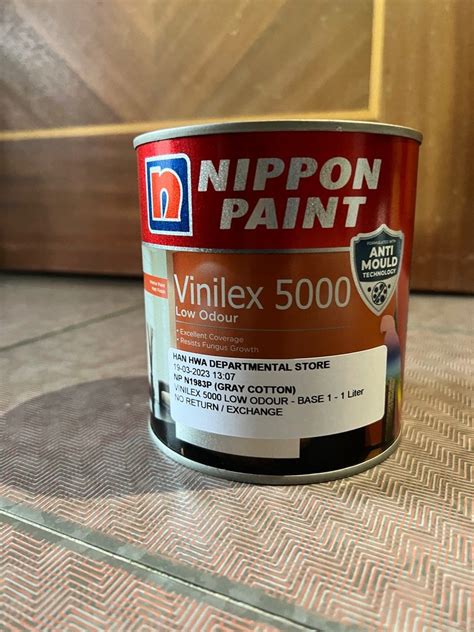 n
NIPPON
PAINT
FORMULATED WITH
ANTI
MOULD
TECHNOLOGY
Vinilex 5000
Low Odour
• Excellent Coverage
• Resists Fungus Growth
HAN HWA DEPARTMENTAL STORE
19-03-2023 13:07
NP N1983P (GRAY COTTON)
VINILEX 5000 LOW ODOUR - BASE 1 - 1 Liter
NO RETURN / EXCHANGE